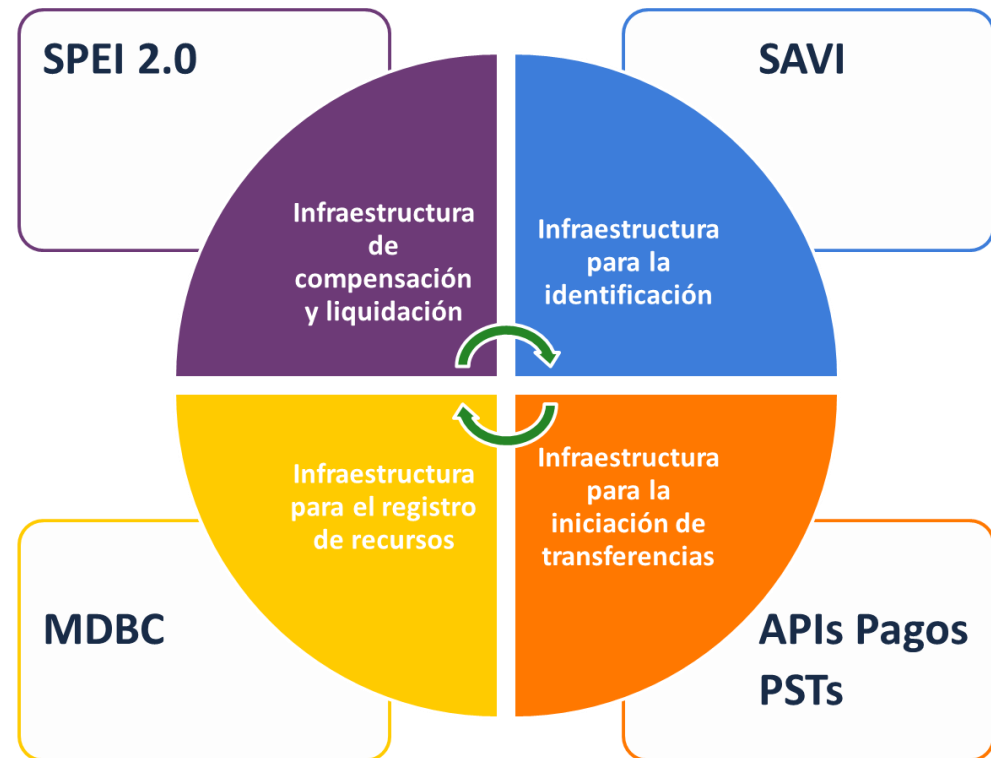 SPEI 2.0
SAVI
Infraestructura
de
compensación
y liquidación
Infraestructura
para la
identificación
Infraestructura
para el registro
de recursos
Infraestructura
para la
iniciación de
transferencias
MDBC
APIs Pagos
PSTs